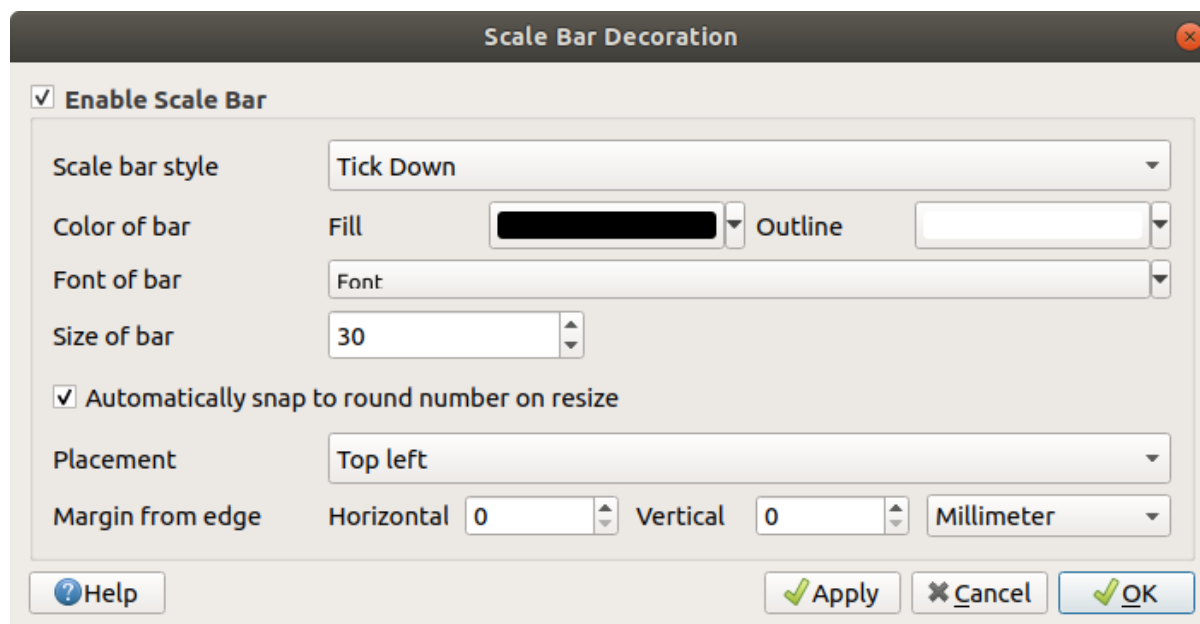 Scale Bar Decoration
Enable Scale Bar
Scale bar style Tick Down
Color of bar Fill Outline
Font of bar Font
Size of bar 30
Automatically snap to round number on resize
Placement Top left
Margin from edge Horizontal 0 Vertical 0 Millimeter
Help Apply Cancel OK